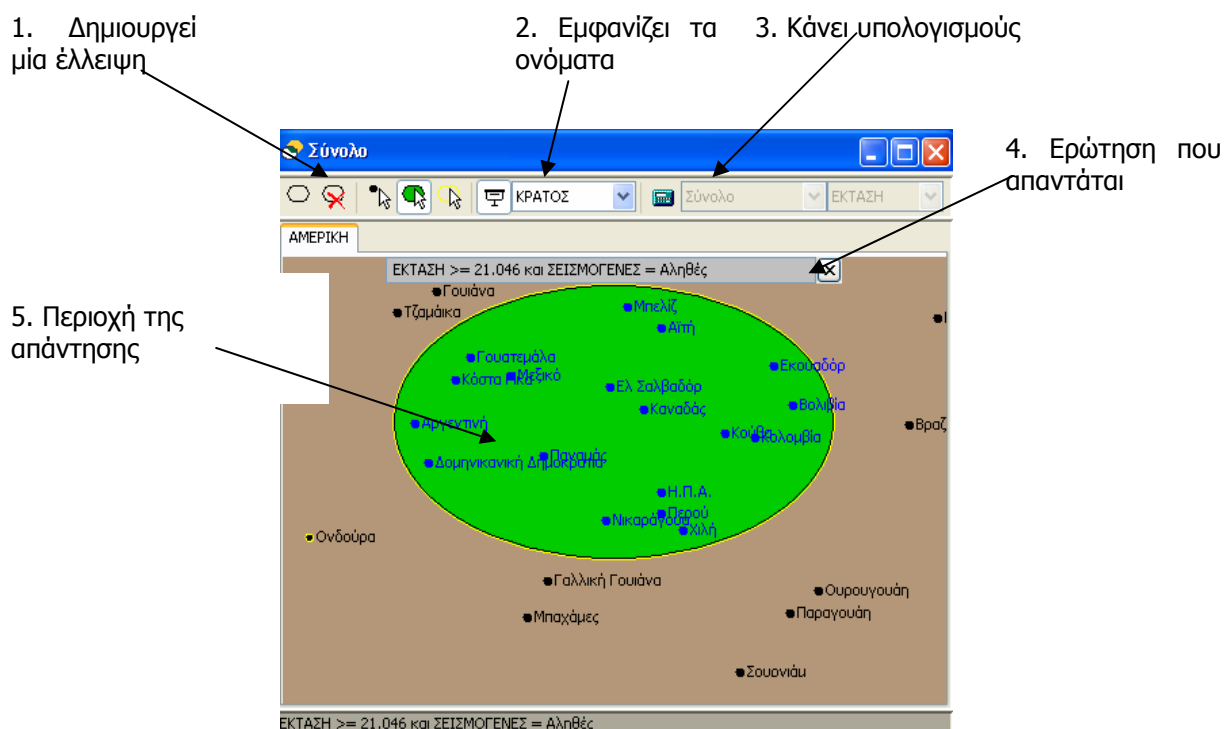 1. Δημιουργεί
μία έλλειψη
2. Εμφανίζει τα
ονόματα
3. Κάνει υπολογισμούς
4. Ερώτηση που
απαντάται
5. Περιοχή της
απάντησης
Σύνολο
ΚΡΑΤΟΣ
Σύνολο
ΕΚΤΑΣΗ
ΑΜΕΡΙΚΗ
ΕΚΤΑΣΗ >= 21.046 και ΣΕΙΣΜΟΓΕΝΕΣ = Αληθές
Γουιάνα
Τζαμάικα
Μπελίζ
Αϊτή
Γουατεμάλα
Εκουαδόρ
Κόστα Ρίκα
Μεξικό
Ελ Σαλβαδόρ
Καναδάς
Βολιβία
Αργεντινή
Κούβα
Κολομβία
Βραζ
Παναμάς
Δομηνικανική Δημοκρατία
Η.Π.Α.
Περού
Νικαράγουα
Χιλή
Ονδούρα
Γαλλική Γουιάνα
Ουρουγουάη
Μπαχάμες
Παραγουάη
Σουρνιάμ
ΕΚΤΑΣΗ >= 21.046 και ΣΕΙΣΜΟΓΕΝΕΣ = Αληθές